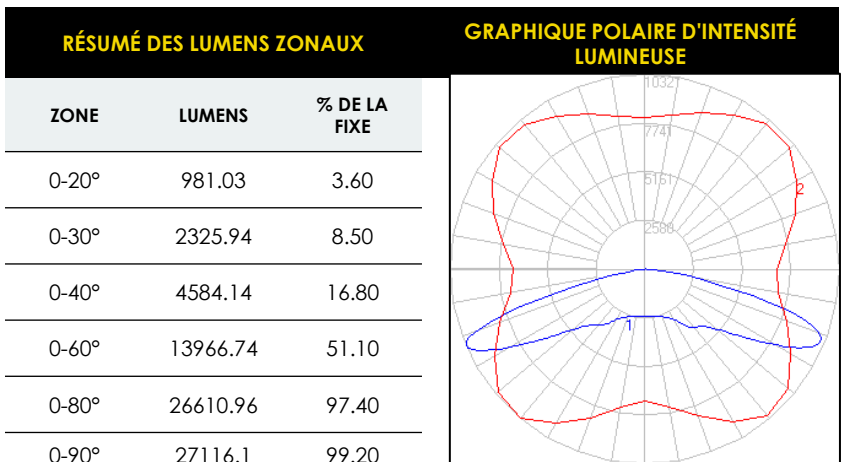 RÉSUMÉ DES LUMENS ZONAUX
ZONE LUMENS % DE LA FIXE
0-20° 981.03 3.60
0-30° 2325.94 8.50
0-40° 4584.14 16.80
0-60° 13966.74 51.10
0-80° 26610.96 97.40
0-90° 27116.1 99.20
GRAPHIQUE POLAIRE D'INTENSITÉ
LUMINEUSE
10321
7741
5161
2580
2
1